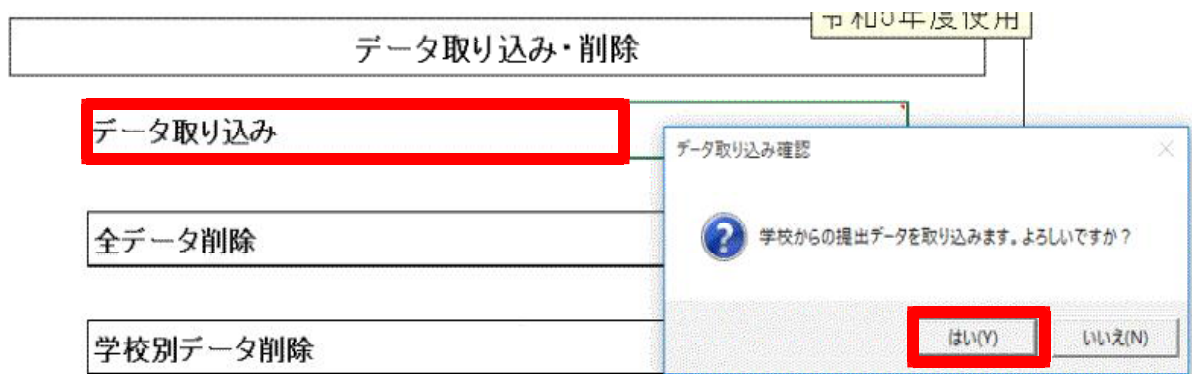 令和5年度使用
データ取り込み・削除
データ取り込み
データ取り込み確認
学校からの提出データを取り込みます。よろしいですか？
全データ削除
はい(Y)
いいえ(N)
学校別データ削除